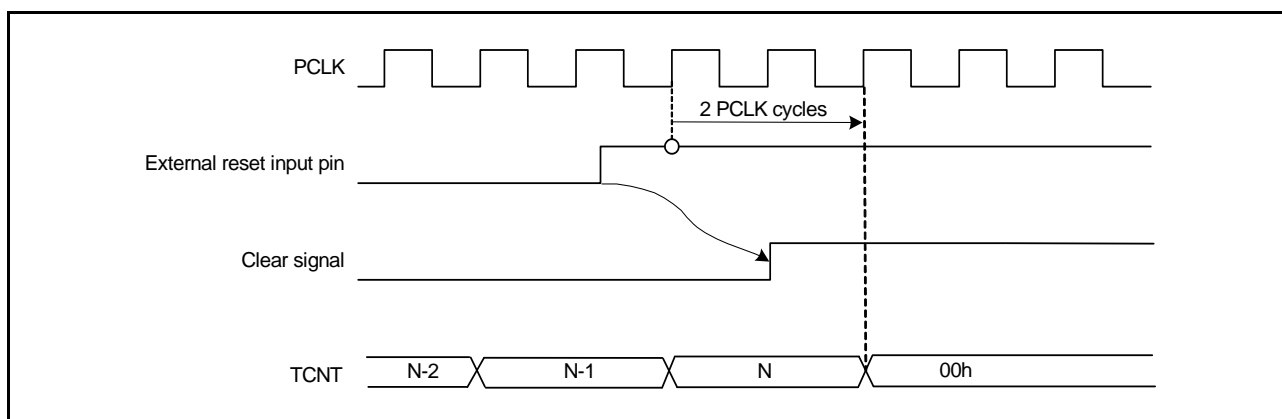 PCLK
2 PCLK cycles
External reset input pin
Clear signal
TCNT N-2 N-1 N 00h